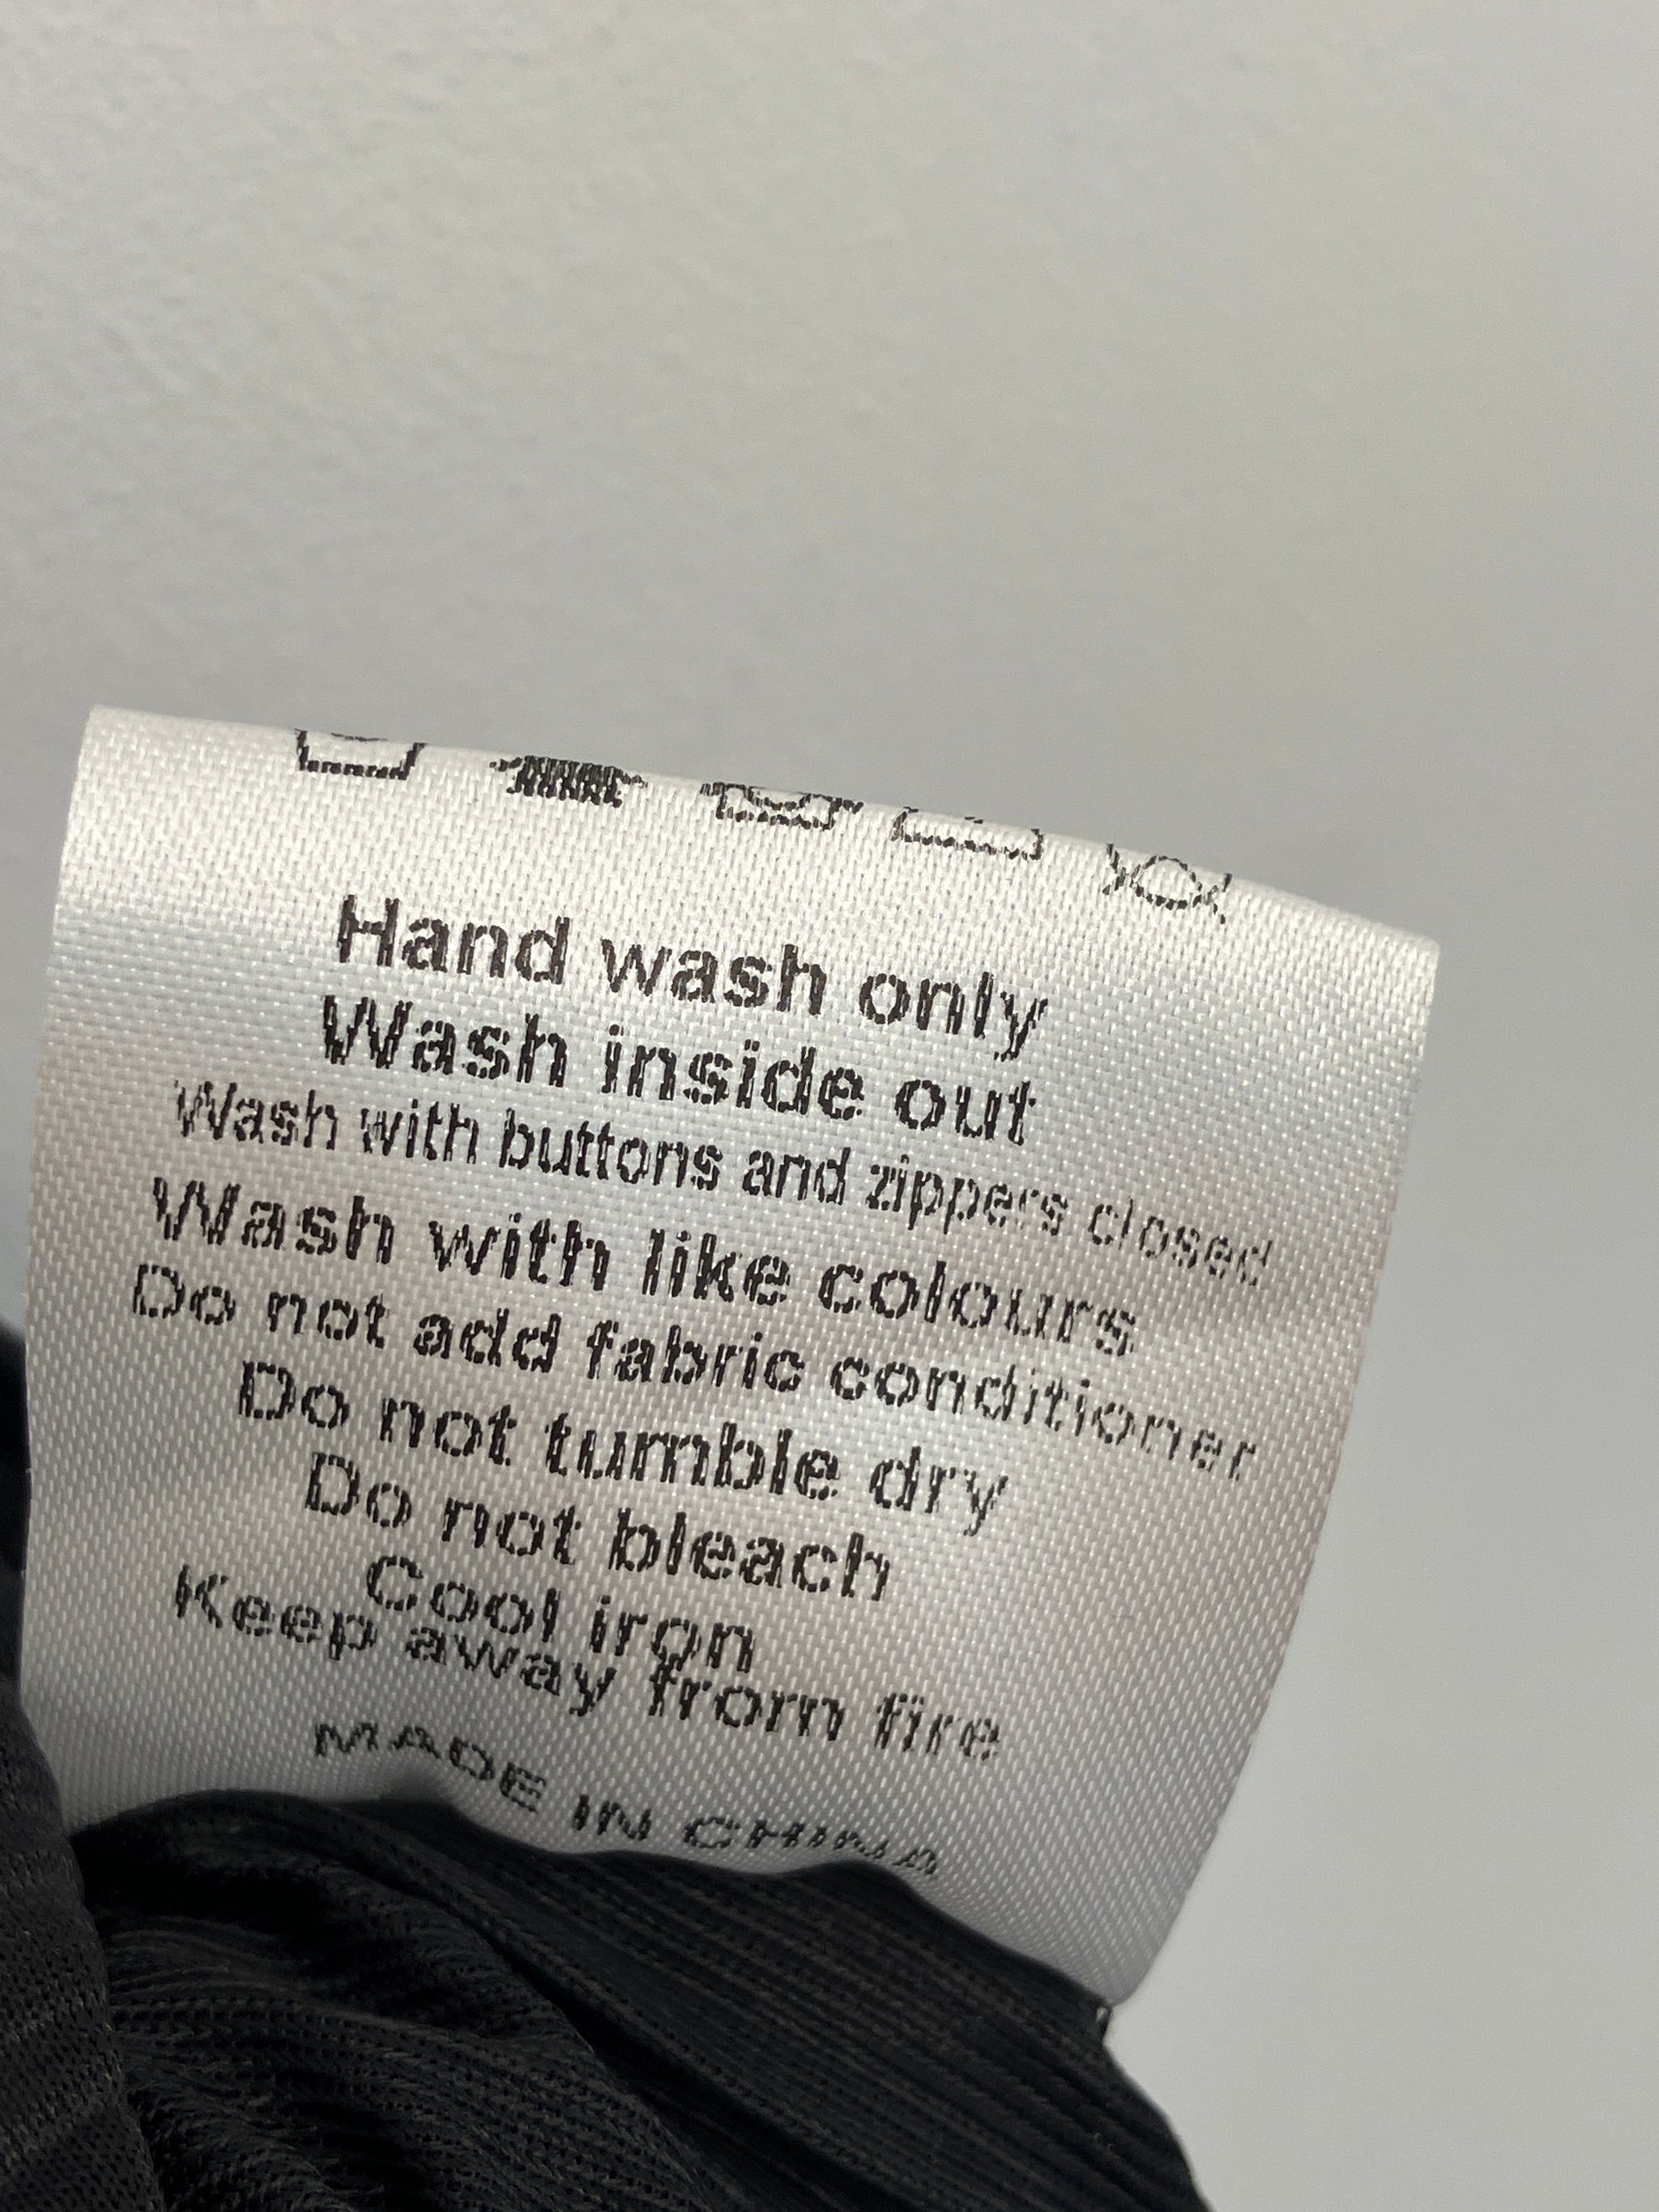 Hand wash only
Wash inside out
Wash with buttons and zippers closed
Wash with like colours
Do not add fabric conditioner
Do not tumble dry
Do not bleach
Cool iron
Keep away from fire
MADE IN CHINA